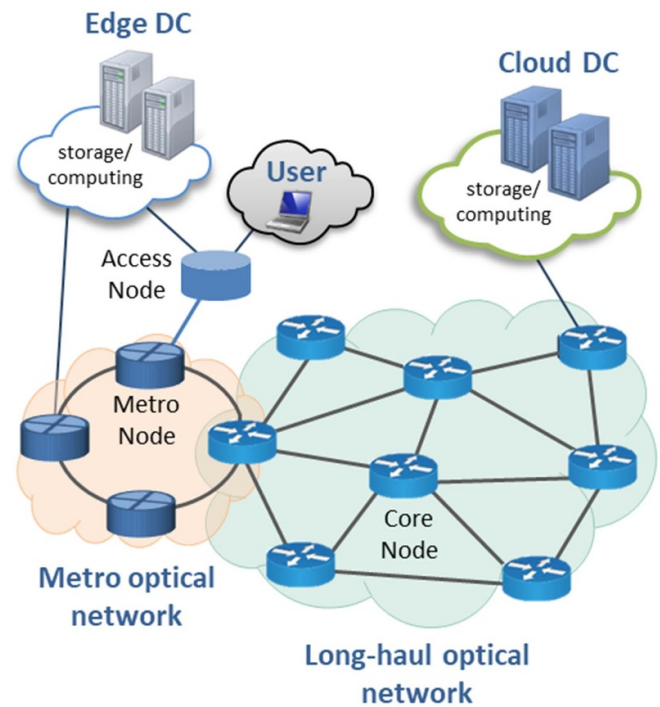 Edge DC
Cloud DC
storage/
computing
User
storage/
computing
Access
Node
Metro
Node
Core
Node
Metro optical
network
Long-haul optical
network